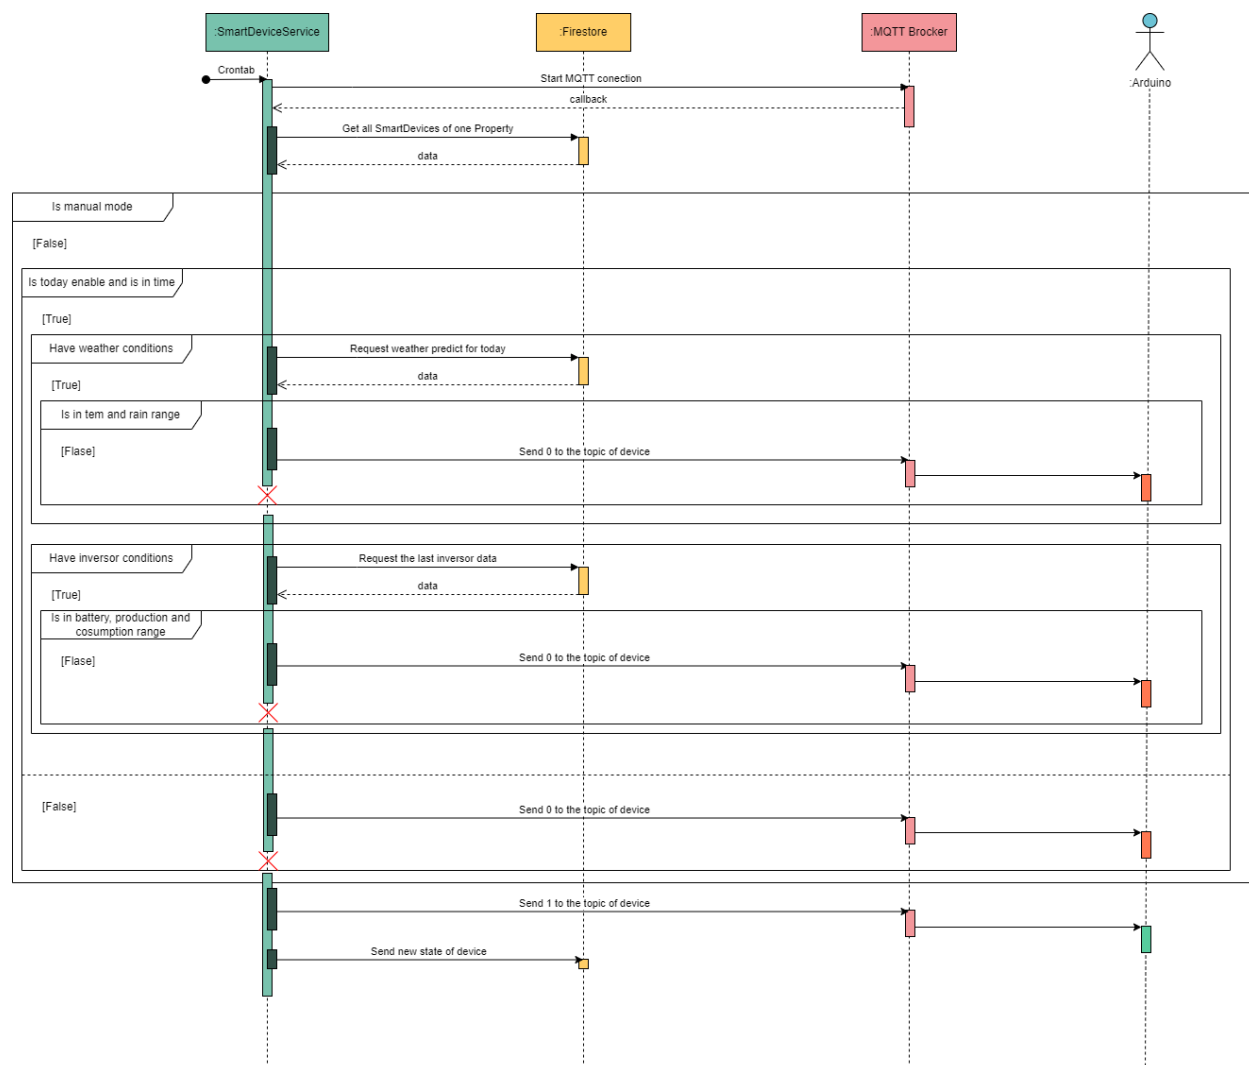 :SmartDeviceService
:Firestore
:MQTT Brocker
:Arduino
Crontab
Start MQTT conection
callback
Get all SmartDevices of one Property
data
Is manual mode
[False]
Is today enable and is in time
[True]
Have weather conditions
Request weather predict for today
[True]
data
Is in tem and rain range
[Flase]
Send 0 to the topic of device
Have inversor conditions
Request the last inversor data
[True]
data
Is in battery, production and
cosumption range
[Flase]
Send 0 to the topic of device
[False]
Send 0 to the topic of device
Send 1 to the topic of device
Send new state of device